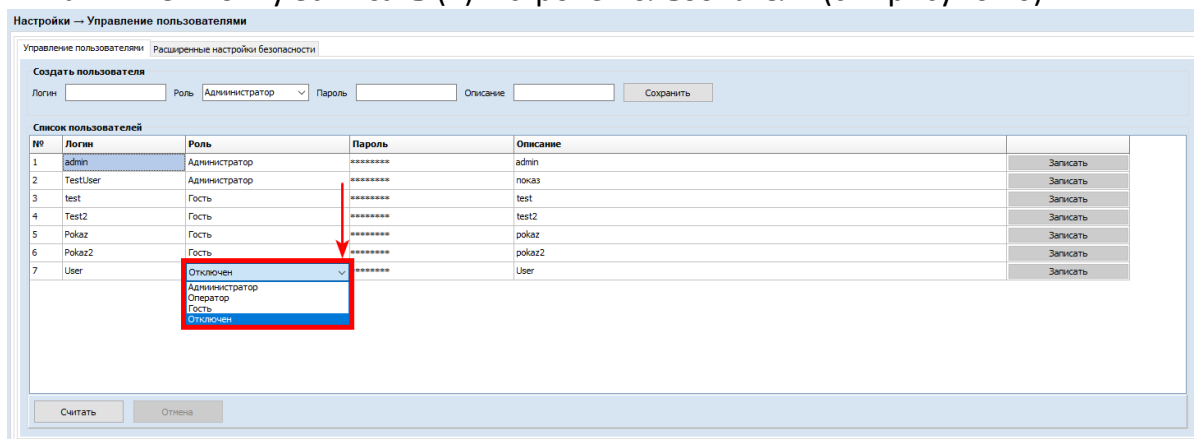 Настройки → Управление пользователями
Управление пользователями Расширенные настройки безопасности
Создать пользователя
Логин Роль Администратор Пароль Описание Сохранить
Список пользователей
№ Логин Роль Пароль Описание
1 admin Администратор ******** admin Записать
2 TestUser Администратор ******** показ Записать
3 test Гость ******** test Записать
4 Test2 Гость ******** test2 Записать
5 Pokaz Гость ******** pokaz Записать
6 Pokaz2 Гость ******** pokaz2 Записать
7 User Отключен ******** User Записать
Администратор
Оператор
Гость
Отключен
Считать Отмена